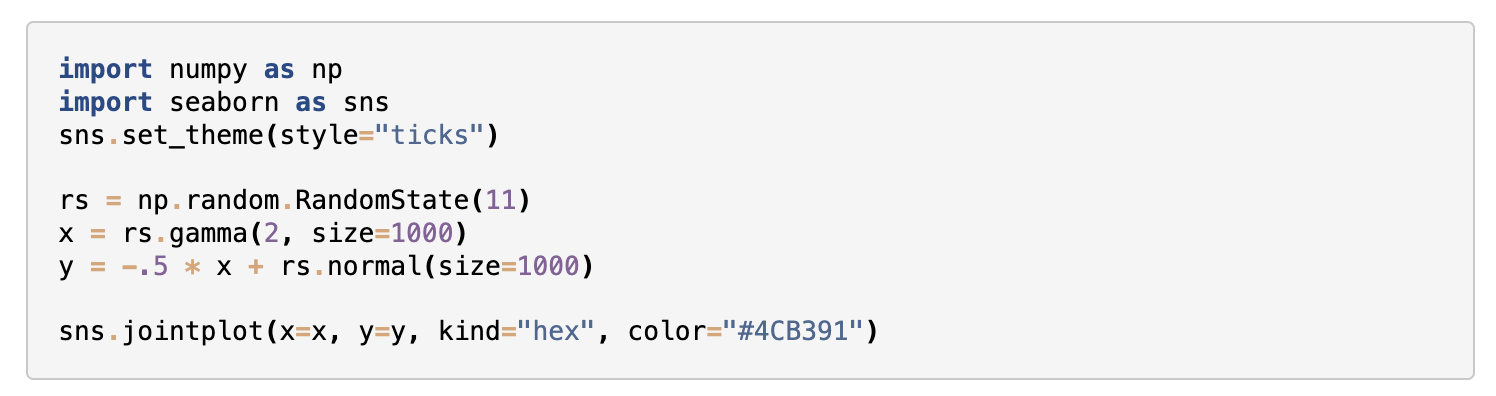 import numpy as np
import seaborn as sns
sns.set_theme(style="ticks")

rs = np.random.RandomState(11)
x = rs.gamma(2, size=1000)
y = -.5 * x + rs.normal(size=1000)

sns.jointplot(x=x, y=y, kind="hex", color="#4CB391")